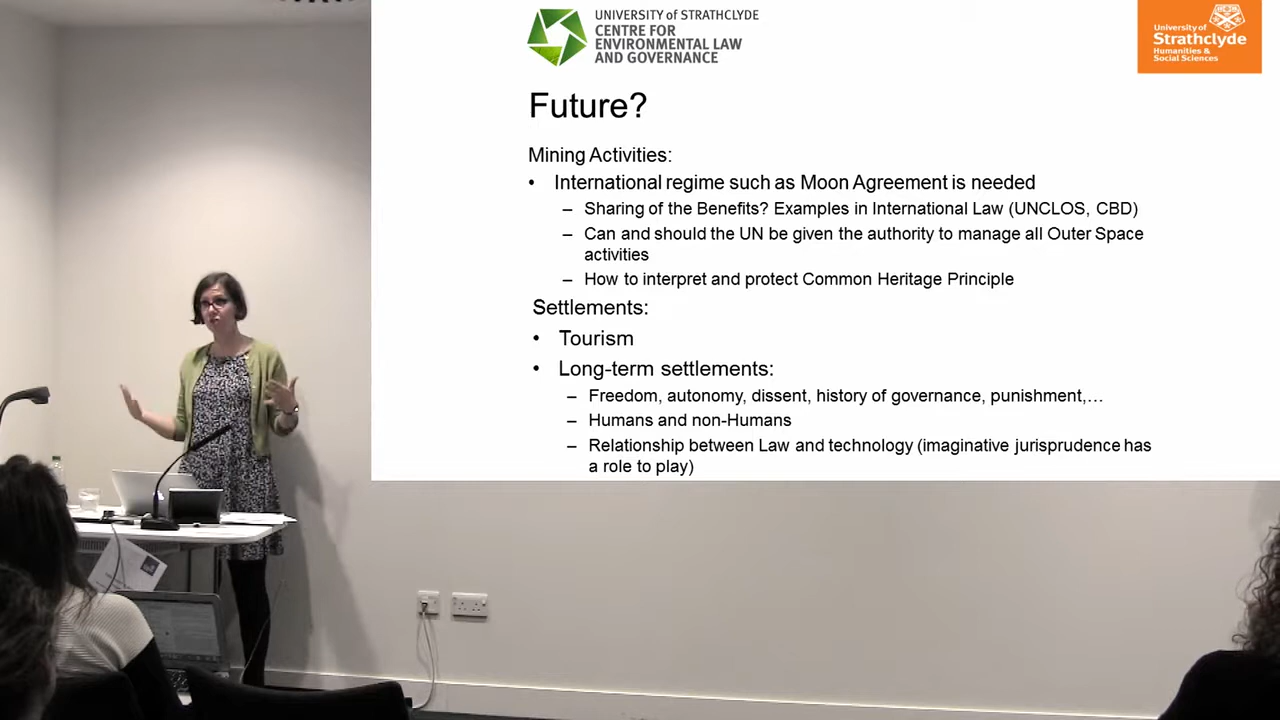 UNIVERSITY of STRATHCLYDE
CENTRE FOR
ENVIRONMENTAL LAW
AND GOVERNANCE
University of
Strathclyde
Humanities &
Social Sciences
Future?
Mining Activities:
• International regime such as Moon Agreement is needed
– Sharing of the Benefits? Examples in International Law (UNCLOS, CBD)
– Can and should the UN be given the authority to manage all Outer Space
activities
– How to interpret and protect Common Heritage Principle
Settlements:
• Tourism
• Long-term settlements:
– Freedom, autonomy, dissent, history of governance, punishment,…
– Humans and non-Humans
– Relationship between Law and technology (imaginative jurisprudence has
a role to play)